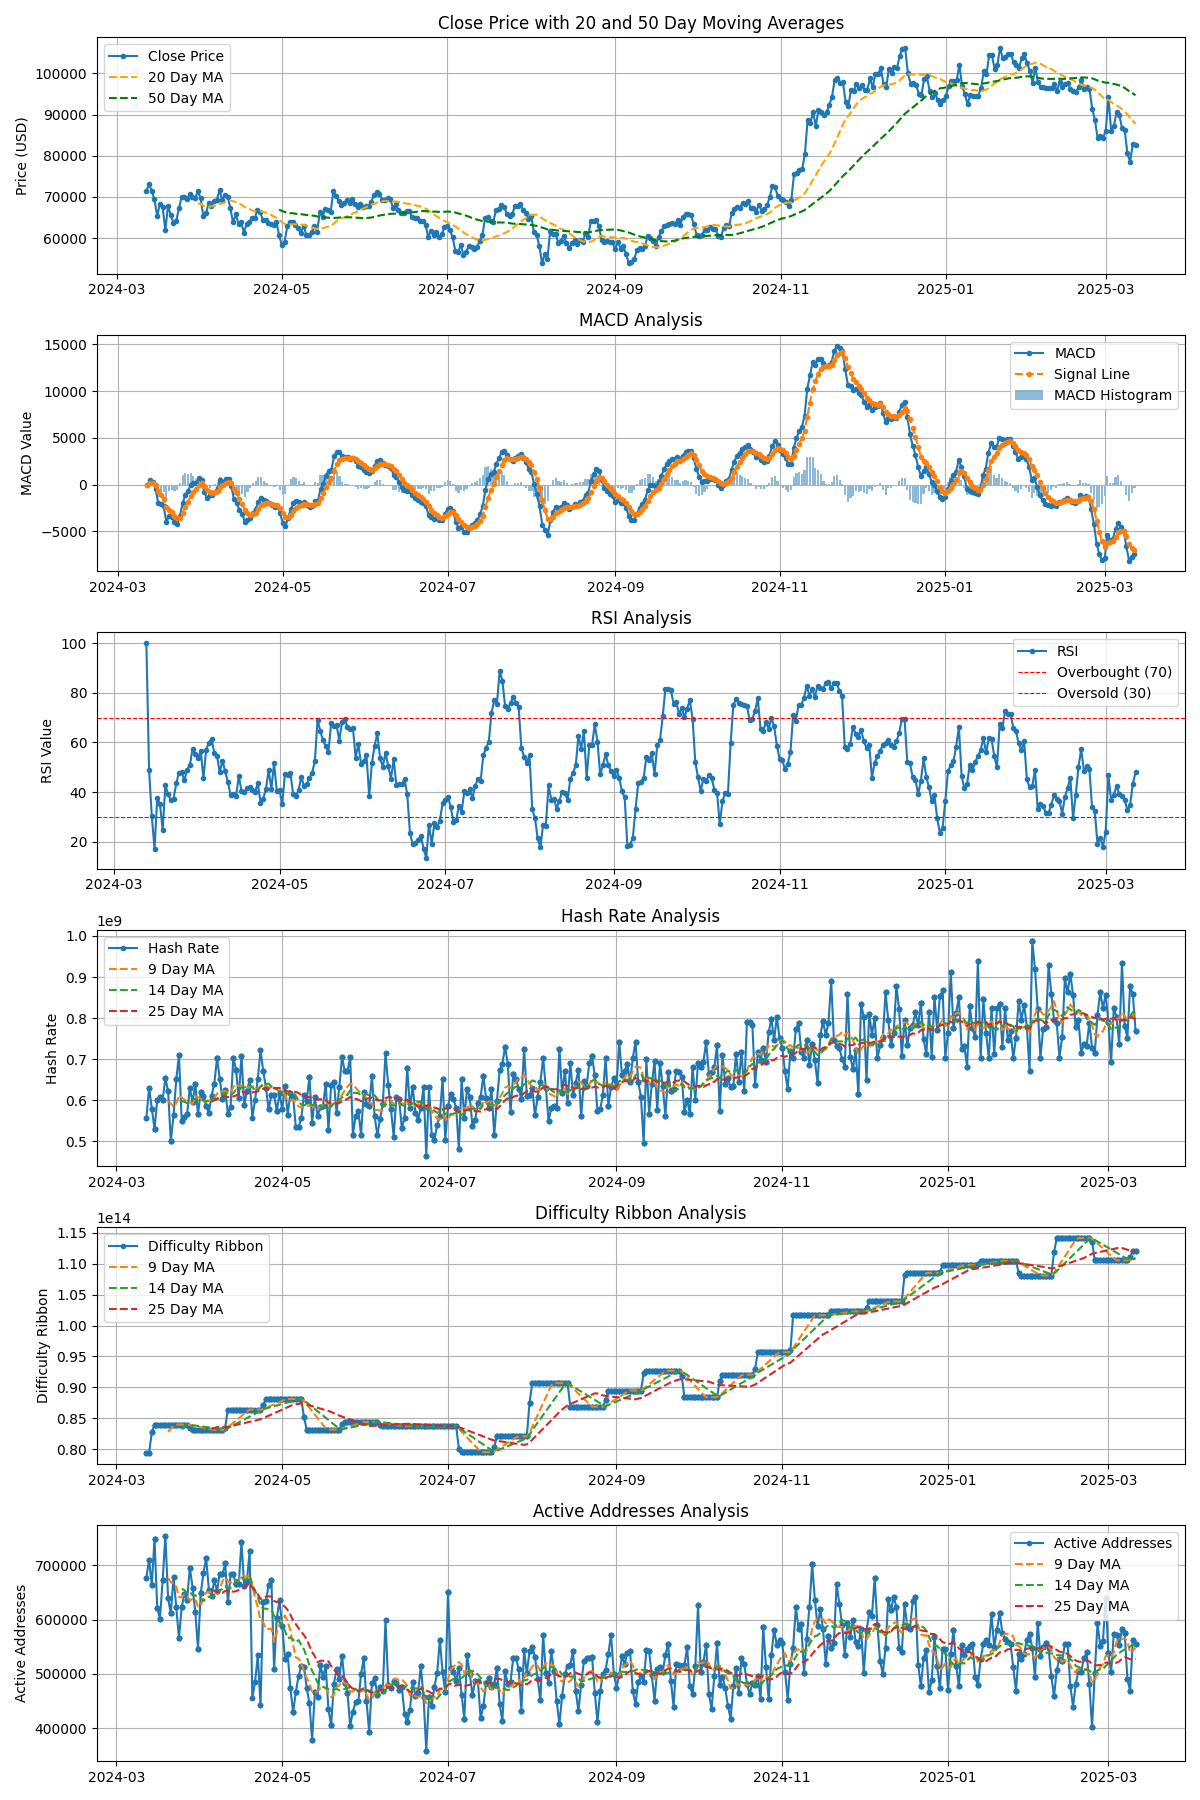 Close Price with 20 and 50 Day Moving Averages
Close Price
20 Day MA
50 Day MA
Price (USD)
100000
90000
80000
70000
60000
2024-03 2024-05 2024-07 2024-09 2024-11 2025-01 2025-03
MACD Analysis
MACD
Signal Line
MACD Histogram
MACD Value
15000
10000
5000
0
−5000
2024-03 2024-05 2024-07 2024-09 2024-11 2025-01 2025-03
RSI Analysis
RSI
Overbought (70)
Oversold (30)
RSI Value
100
80
60
40
20
2024-03 2024-05 2024-07 2024-09 2024-11 2025-01 2025-03
Hash Rate Analysis
1e9
Hash Rate
9 Day MA
14 Day MA
25 Day MA
Hash Rate
1.0
0.9
0.8
0.7
0.6
0.5
2024-03 2024-05 2024-07 2024-09 2024-11 2025-01 2025-03
Difficulty Ribbon Analysis
1e14
Difficulty Ribbon
9 Day MA
14 Day MA
25 Day MA
Difficulty Ribbon
1.15
1.10
1.05
1.00
0.95
0.90
0.85
0.80
2024-03 2024-05 2024-07 2024-09 2024-11 2025-01 2025-03
Active Addresses Analysis
Active Addresses
9 Day MA
14 Day MA
25 Day MA
Active Addresses
700000
600000
500000
400000
2024-03 2024-05 2024-07 2024-09 2024-11 2025-01 2025-03